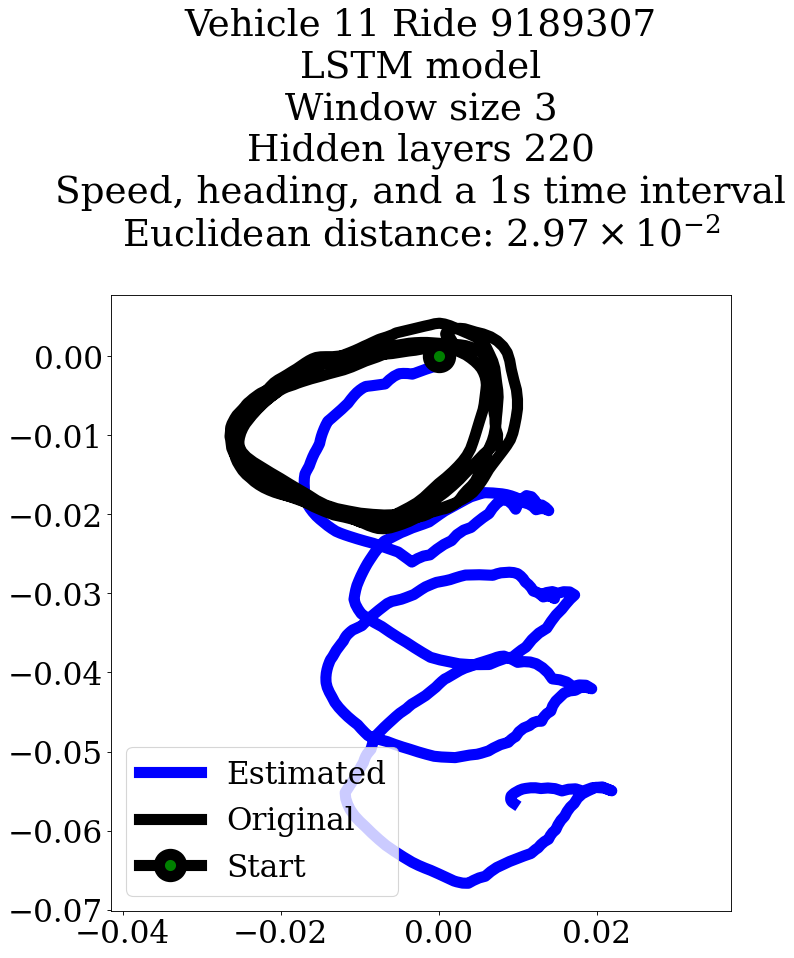 Vehicle 11 Ride 9189307
LSTM model
Window size 3
Hidden layers 220
Speed, heading, and a 1s time interval
Euclidean distance: 2.97 × 10⁻²
0.00
−0.01
−0.02
−0.03
−0.04
−0.05
−0.06
−0.07
Estimated
Original
Start
−0.04
−0.02
0.00
0.02